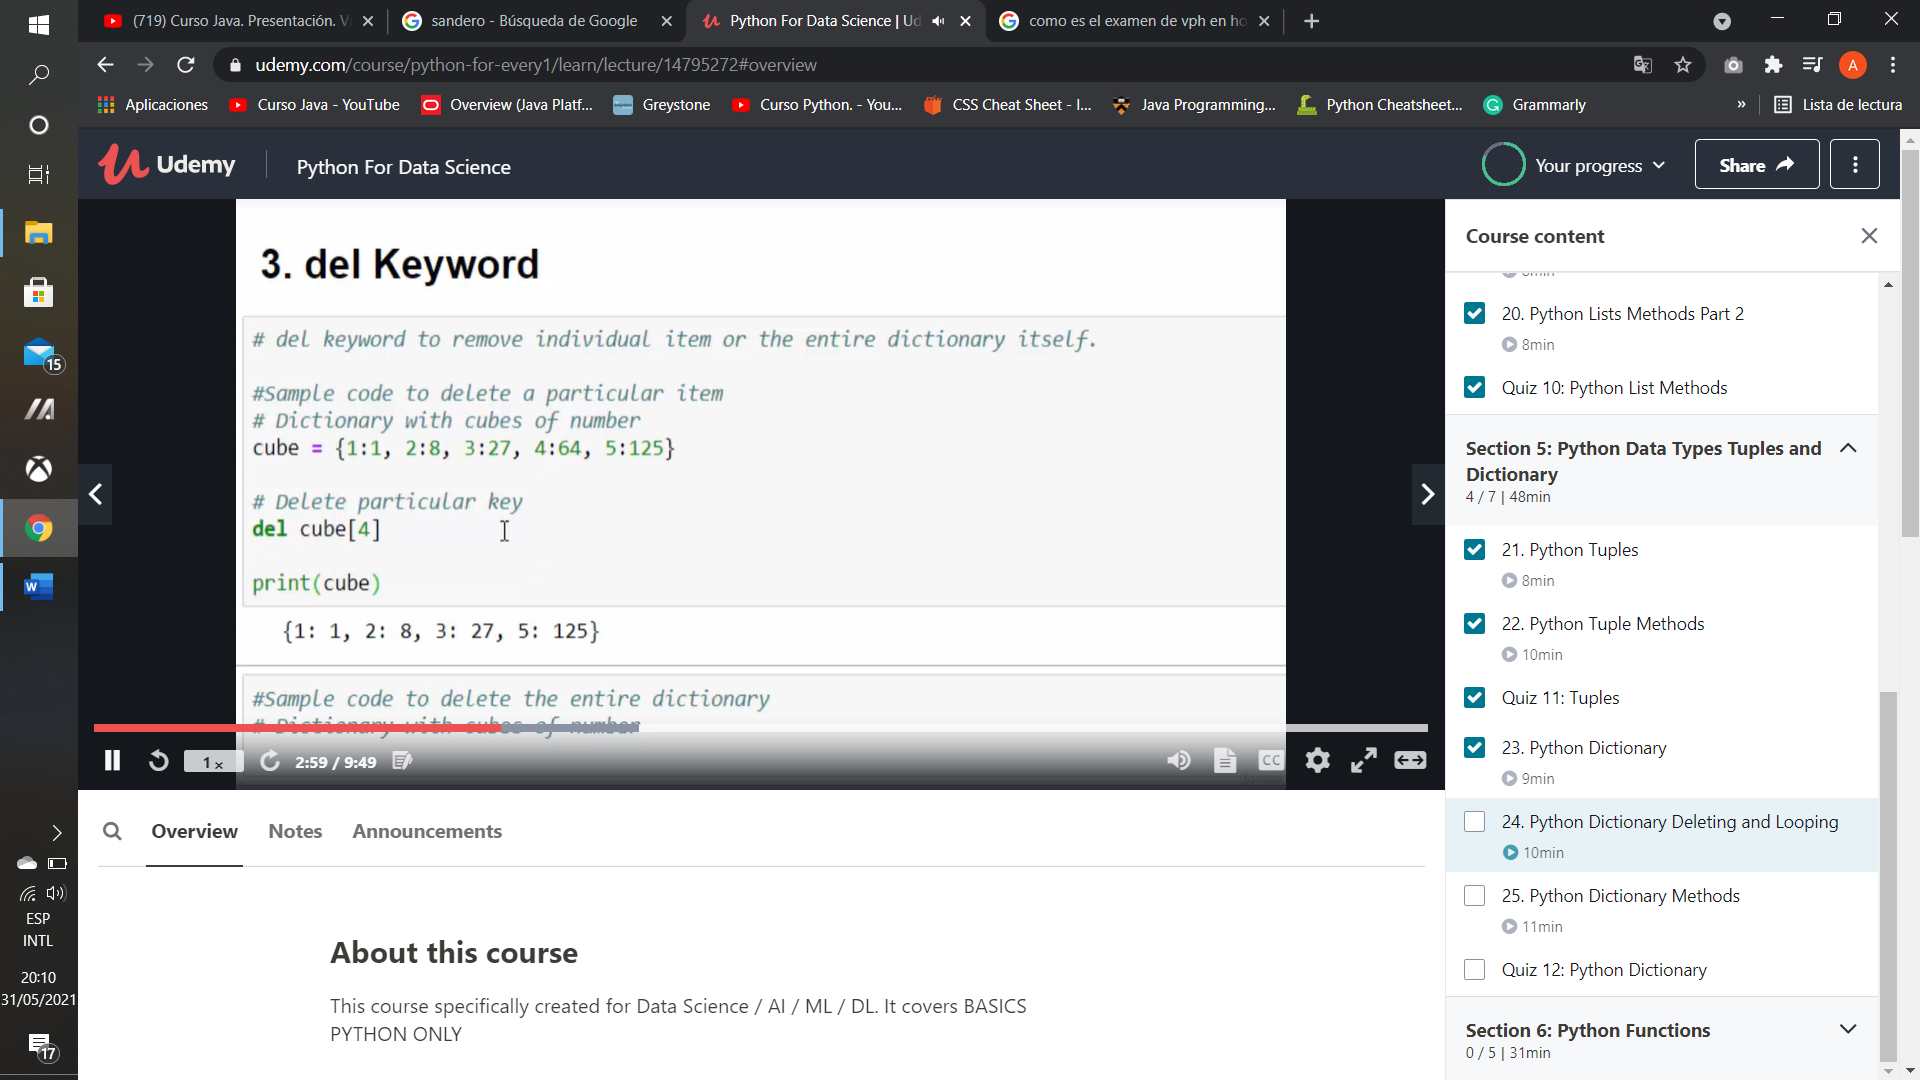 (719) Curso Java. Presentación. V
sandero - Búsqueda de Google
Python For Data Science | Ud
como es el examen de vph en ho
udemy.com/course/python-for-every1/learn/lecture/14795272#overview
A
Aplicaciones
Curso Java - YouTube
Overview (Java Platf...
Greystone
Curso Python. - You...
CSS Cheat Sheet - I...
Java Programming...
Python Cheatsheet...
Grammarly
»
Lista de lectura
Udemy
Python For Data Science
Your progress
Share
3. del Keyword
# del keyword to remove individual item or the entire dictionary itself.
#Sample code to delete a particular item
# Dictionary with cubes of number
cube = {1:1, 2:8, 3:27, 4:64, 5:125}
# Delete particular key
del cube[4]
print(cube)
{1: 1, 2: 8, 3: 27, 5: 125}
#Sample code to delete the entire dictionary
# Dictionary with cubes of number
1x
2:59 / 9:49
CC
Overview
Notes
Announcements
About this course
This course specifically created for Data Science / AI / ML / DL. It covers BASICS
PYTHON ONLY
Course content
20. Python Lists Methods Part 2
8min
Quiz 10: Python List Methods
Section 5: Python Data Types Tuples and
Dictionary
4 / 7 | 48min
21. Python Tuples
8min
22. Python Tuple Methods
10min
Quiz 11: Tuples
23. Python Dictionary
9min
24. Python Dictionary Deleting and Looping
10min
25. Python Dictionary Methods
11min
Quiz 12: Python Dictionary
Section 6: Python Functions
0 / 5 | 31min
15
W
ESP
INTL
20:10
31/05/2021
17